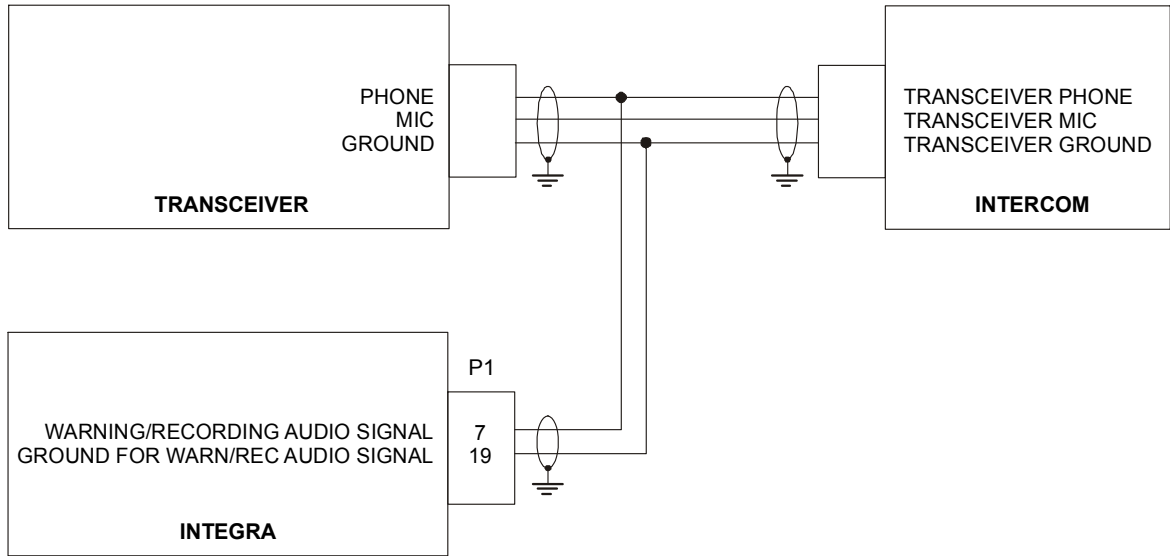 PHONE
MIC
GROUND
TRANSCEIVER
TRANSCEIVER PHONE
TRANSCEIVER MIC
TRANSCEIVER GROUND
INTERCOM
P1
WARNING/RECORDING AUDIO SIGNAL 7
GROUND FOR WARN/REC AUDIO SIGNAL 19
INTEGRA